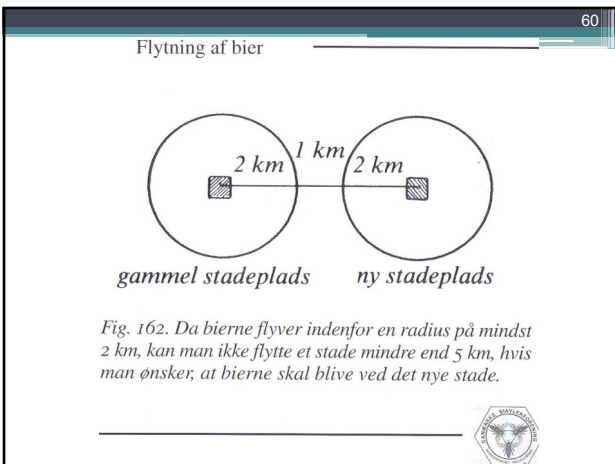 60
Flytning af bier
1 km
2 km
2 km
gammel stadeplads
ny stadeplads
Fig. 162. Da bierne flyver indenfor en radius på mindst
2 km, kan man ikke flytte et stade mindre end 5 km, hvis
man ønsker, at bierne skal blive ved det nye stade.
DANMARKS BIAVLERFORENING